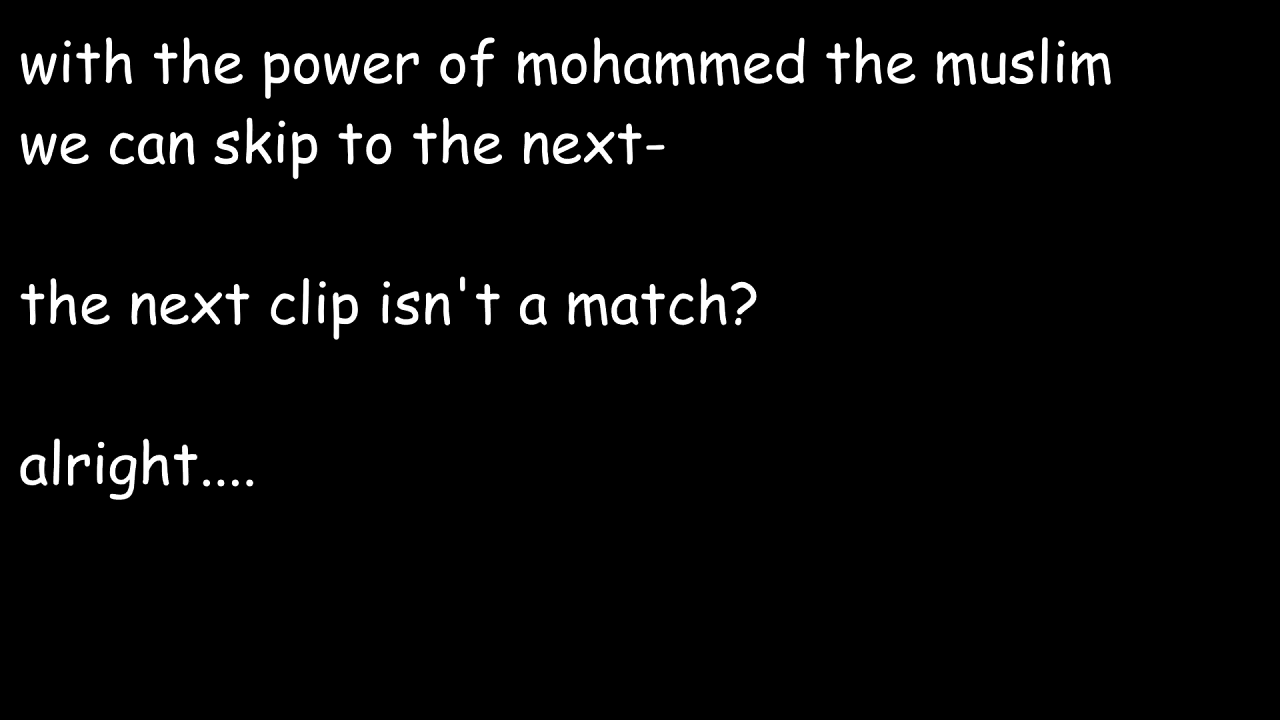 with the power of mohammed the muslim
we can skip to the next-
the next clip isn't a match?
alright....